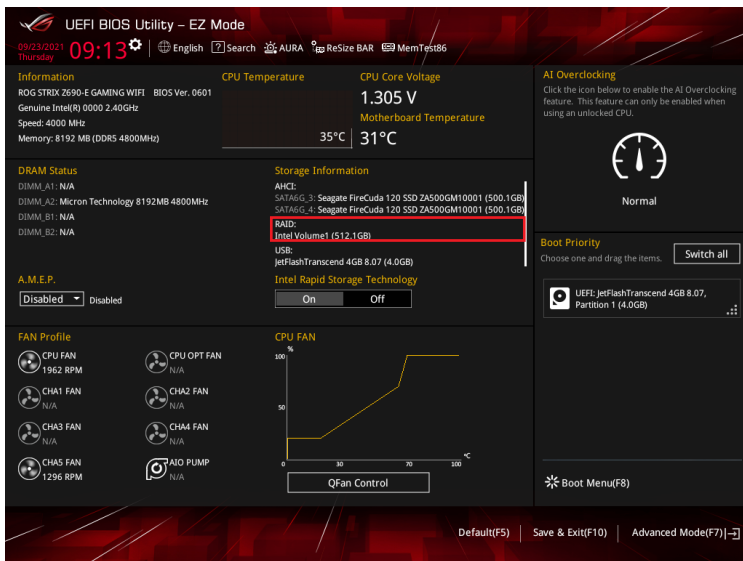 UEFI BIOS Utility – EZ Mode
09/23/2021
Thursday
09:13
English
Search
AURA
ReSize BAR
MemTest86
Information
ROG STRIX Z690-E GAMING WIFI BIOS Ver. 0601
Genuine Intel(R) 0000 2.40GHz
Speed: 4000 MHz
Memory: 8192 MB (DDR5 4800MHz)
CPU Temperature
35°C
CPU Core Voltage
1.305 V
Motherboard Temperature
31°C
AI Overclocking
Click the icon below to enable the AI Overclocking
feature. This feature can only be enabled when
using an unlocked CPU.
Normal
DRAM Status
DIMM_A1: N/A
DIMM_A2: Micron Technology 8192MB 4800MHz
DIMM_B1: N/A
DIMM_B2: N/A
Storage Information
AHCI:
SATA6G_3: Seagate FireCuda 120 SSD ZA500GM10001 (500.1GB)
SATA6G_4: Seagate FireCuda 120 SSD ZA500GM10001 (500.1GB)
RAID:
Intel Volume1 (512.1GB)
USB:
JetFlashTranscend 4GB 8.07 (4.0GB)
A.M.E.P.
Disabled
Disabled
Intel Rapid Storage Technology
On
Off
Boot Priority
Choose one and drag the items.
Switch all
UEFI: JetFlashTranscend 4GB 8.07,
Partition 1 (4.0GB)
FAN Profile
CPU FAN
1962 RPM
CPU OPT FAN
N/A
CHA1 FAN
N/A
CHA2 FAN
N/A
CHA3 FAN
N/A
CHA4 FAN
N/A
CHA5 FAN
1296 RPM
AIO PUMP
N/A
CPU FAN
%
100
50
0
30
70
100
°C
QFan Control
Boot Menu(F8)
Default(F5)
Save & Exit(F10)
Advanced Mode(F7)